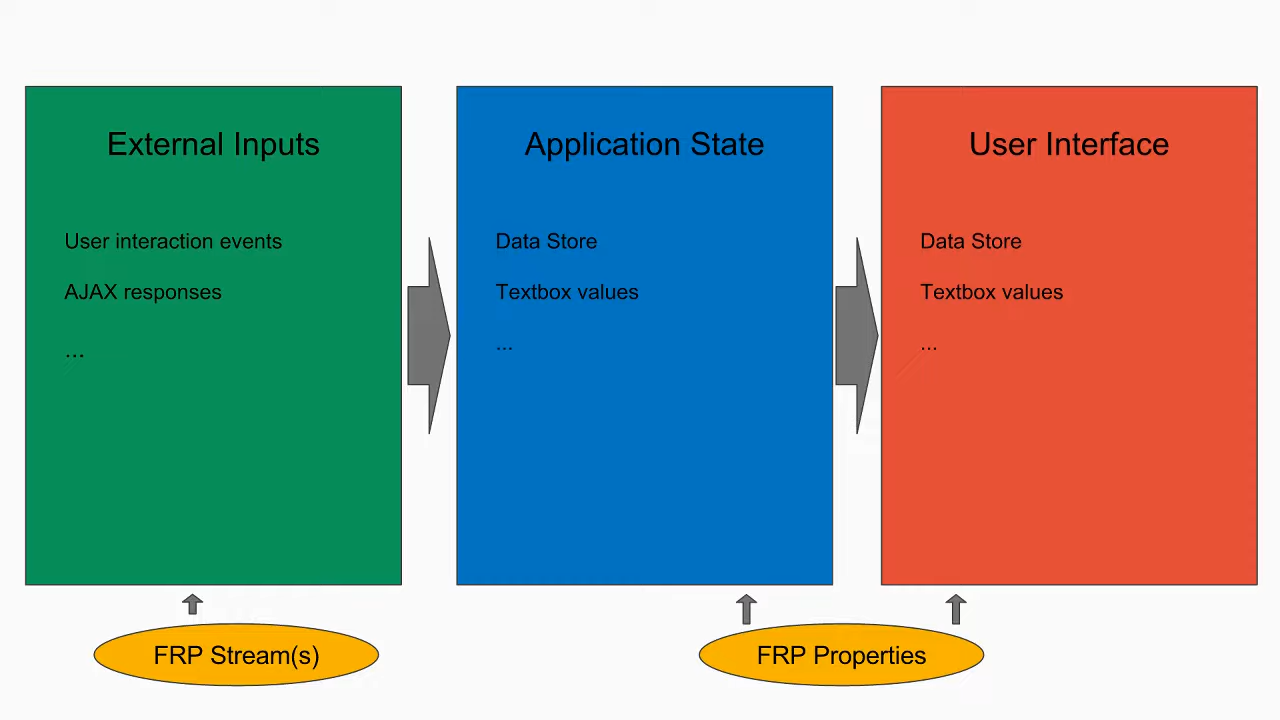 External Inputs
User interaction events
AJAX responses
...
Application State
Data Store
Textbox values
...
User Interface
Data Store
Textbox values
...
FRP Stream(s)
FRP Properties